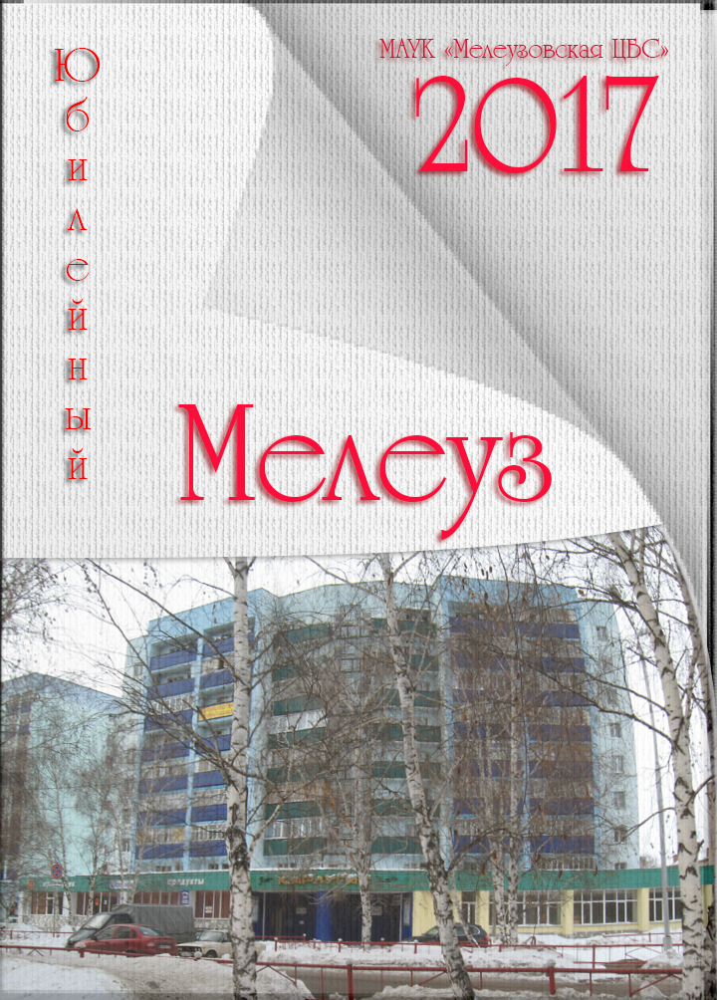 МАУК «Мелеузовская ЦБС»
2017
Юбилейный
Мелеуз
ПРОДУКТЫ